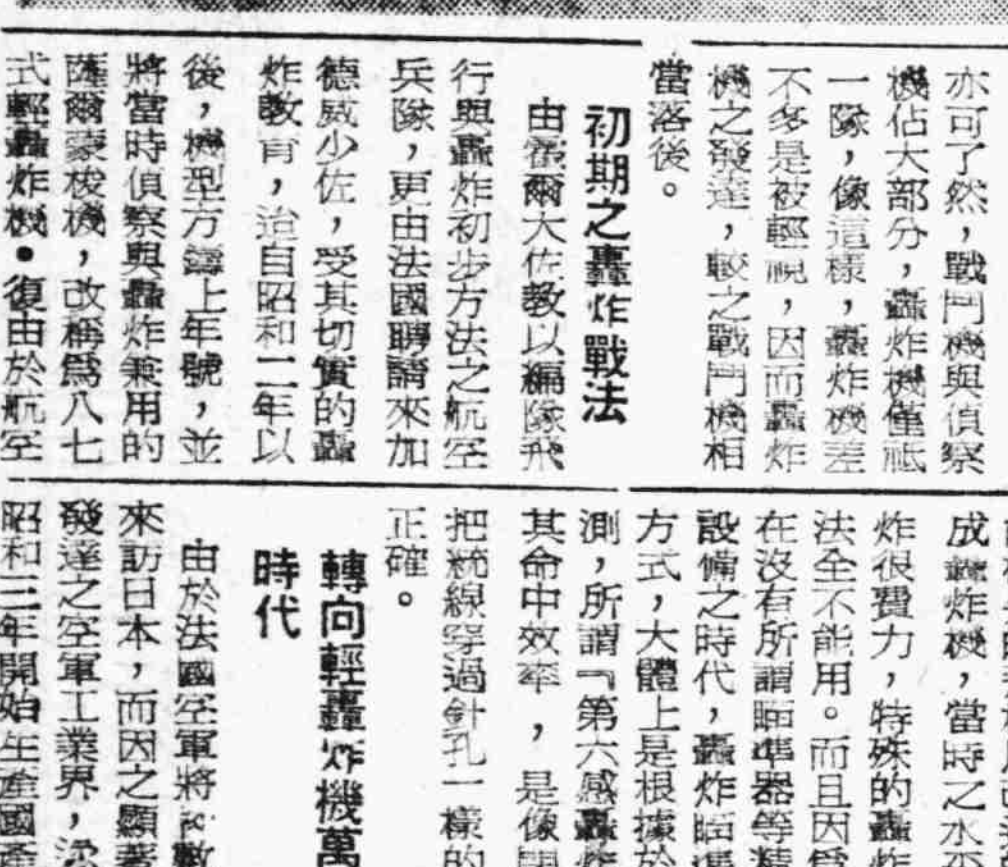 亦可了然，戰鬥機與偵察
機佔大部分，轟炸機僅祗
一隊，像這樣，轟炸機差
不多是被輕視，因而轟炸
機之發達，較之戰鬥機相
當落後。
初期之轟炸戰法
由霍爾大佐教以編隊飛
行與轟炸初步方法之航空
兵隊，更由法國聘請來加
德威少佐，受其切實的轟
炸教育，迨自昭和二年以
後，機型方鑄上年號，並
將當時偵察與轟炸兼用的
薩爾蒙梭機，改稱爲八七
式輕轟炸機。復由於航空
成轟炸機，當時之水平
炸很費力，特殊的轟炸
法全不能用。而且因爲
在沒有所謂瞄準器等精
設備之時代，轟炸瞄準
方式，大體上是根據於
測，所謂『第六感轟炸
其命中效率，是像開
把統線穿過針孔一樣的
正確。
轉向輕轟炸機萬
時代
由於法國空軍將
來訪日本，而因之顯著
發達之空軍工業界，
昭和三年開始生產國產